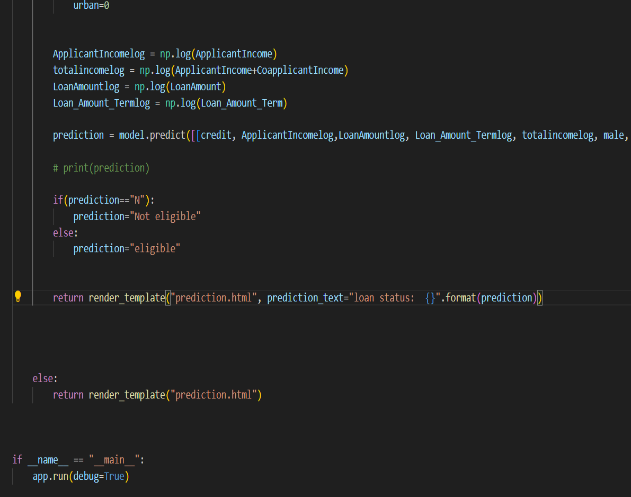 urban=0
ApplicantIncomelog = np.log(ApplicantIncome)
totalincomelog = np.log(ApplicantIncome+CoapplicantIncome)
LoanAmountlog = np.log(LoanAmount)
Loan_Amount_Termlog = np.log(Loan_Amount_Term)
prediction = model.predict([[credit, ApplicantIncomelog,LoanAmountlog, Loan_Amount_Termlog, totalincomelog, male,
# print(prediction)
if(prediction=="N"):
prediction="Not eligible"
else:
prediction="eligible"
return render_template("prediction.html", prediction_text="loan status:  {}".format(prediction))
else:
return render_template("prediction.html")
if __name__ == "__main__":
app.run(debug=True)